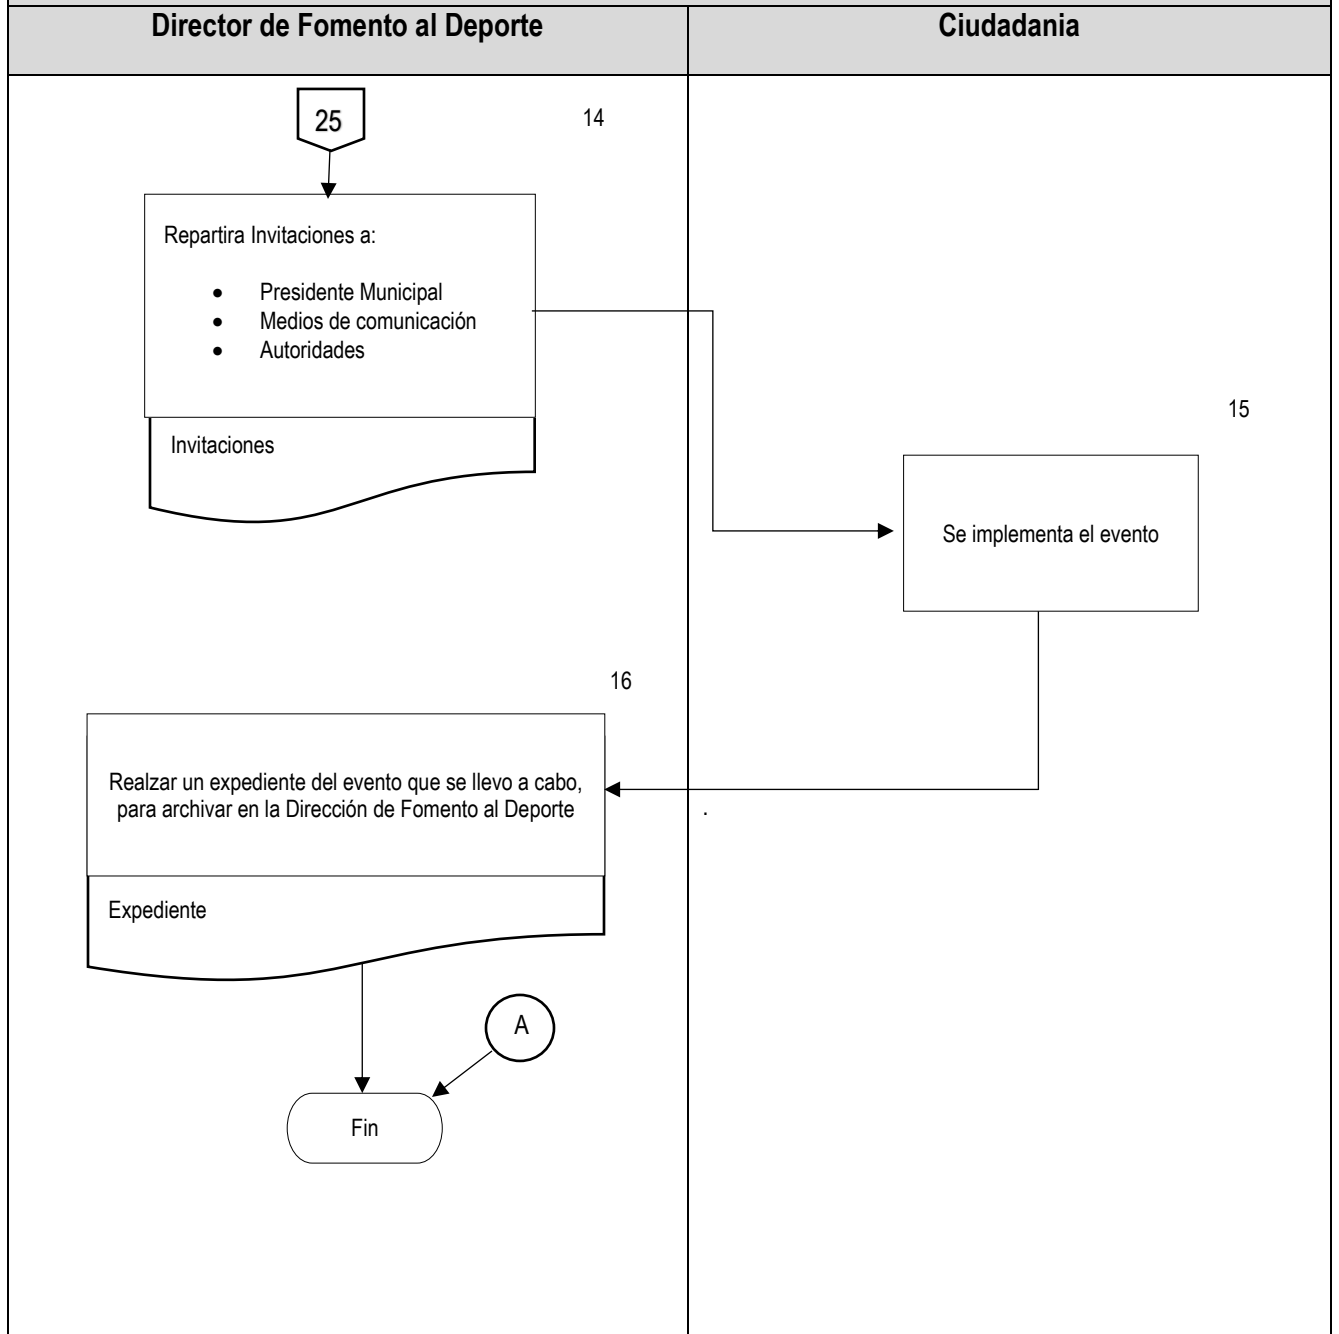 Director de Fomento al Deporte
Ciudadania
25
14
Repartira Invitaciones a:
• Presidente Municipal
• Medios de comunicación
• Autoridades
Invitaciones
15
Se implementa el evento
16
Realzar un expediente del evento que se llevo a cabo,
para archivar en la Dirección de Fomento al Deporte
.
Expediente
A
Fin